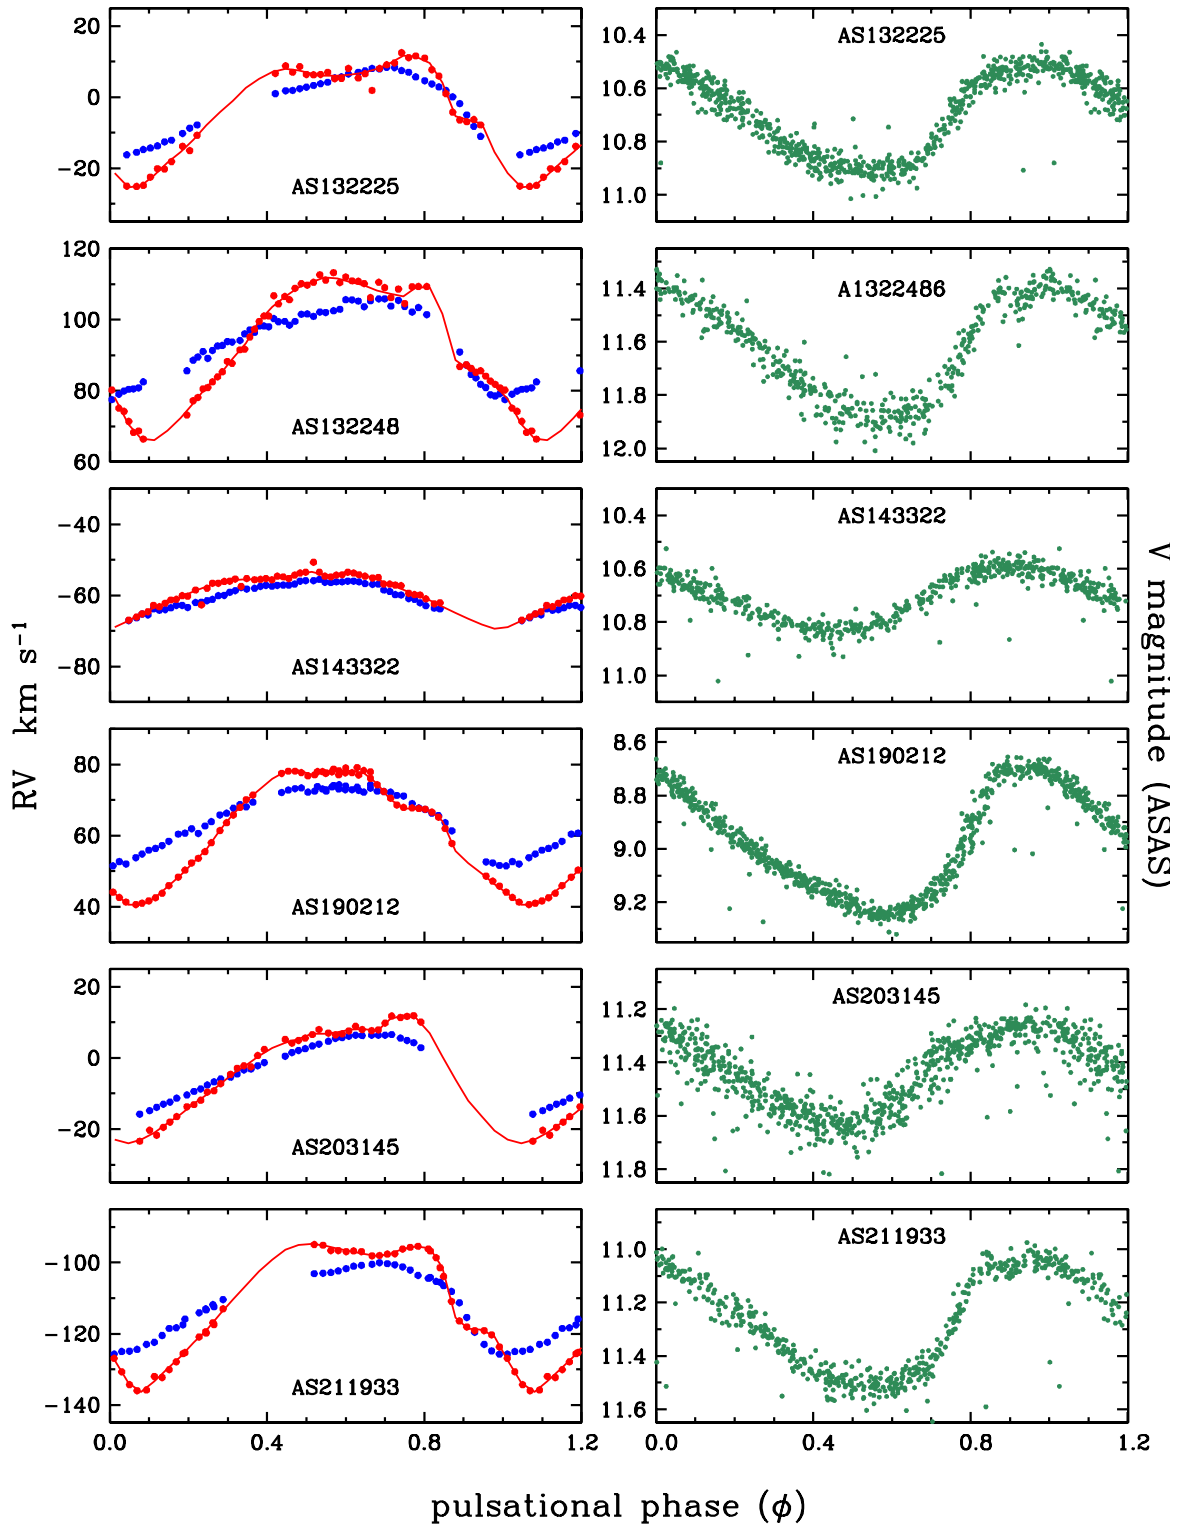 20
0
−20
AS132225
10.4
10.6
10.8
11.0
AS132225
120
100
80
60
AS132248
11.4
11.6
11.8
12.0
A1322486
−40
−60
−80
AS143322
10.4
10.6
10.8
11.0
AS143322
80
60
40
AS190212
8.6
8.8
9.0
9.2
AS190212
20
0
−20
AS203145
11.2
11.4
11.6
11.8
AS203145
−100
−120
−140
AS211933
11.0
11.2
11.4
11.6
AS211933
0.0 0.4 0.8 1.2
0.0 0.4 0.8 1.2
RV km s⁻¹
V magnitude (ASAS)
pulsational phase (ϕ)